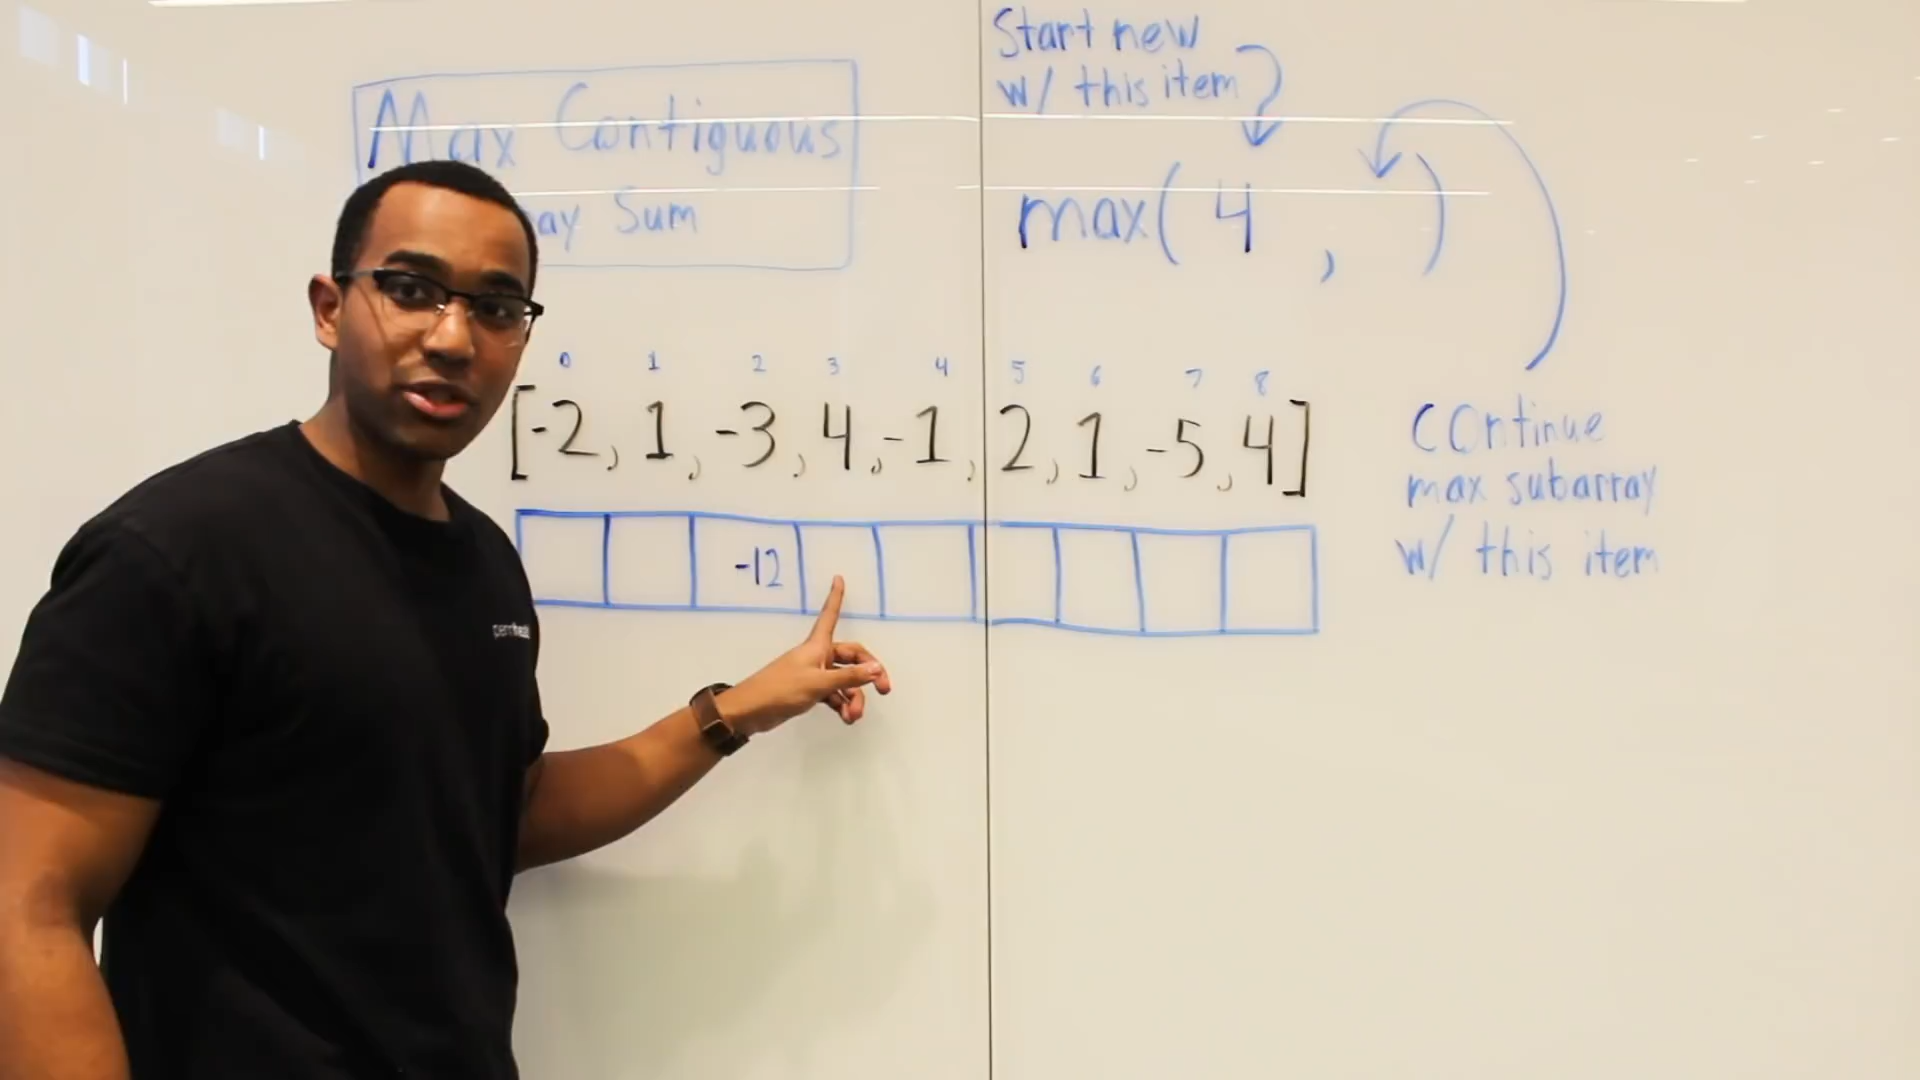 Start new
w/ this item
Max Contiguous
ay Sum
max( 4 , )
0 1 2 3 4 5 6 7 8
[-2, 1, -3, 4, -1, 2, 1, -5, 4]
-12
continue
max subarray
w/ this item